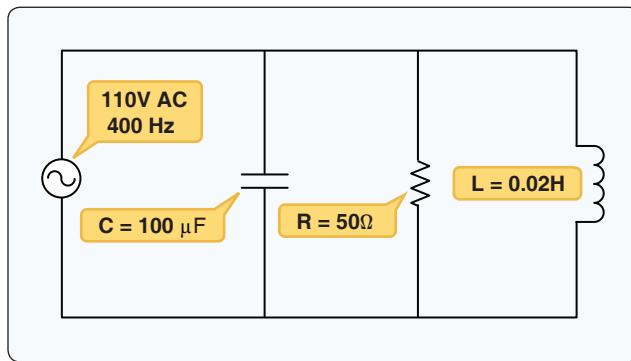 110V AC
400 Hz
C = 100 μF
R = 50Ω
L = 0.02H